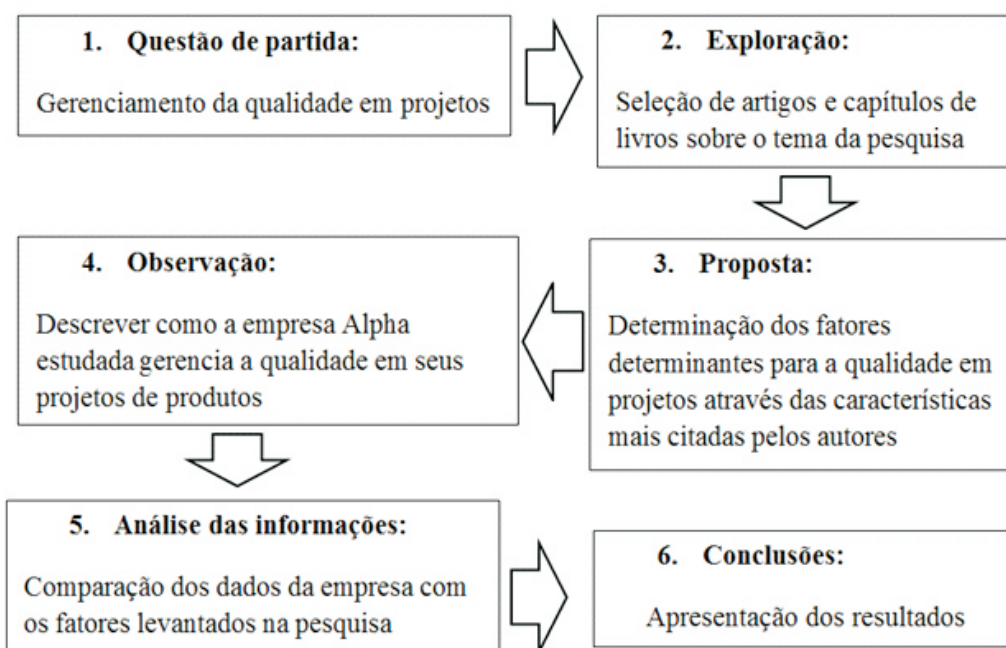 1. Questão de partida:
Gerenciamento da qualidade em projetos
2. Exploração:
Seleção de artigos e capítulos de
livros sobre o tema da pesquisa
3. Proposta:
Determinação dos fatores
determinantes para a qualidade em
projetos através das características
mais citadas pelos autores
4. Observação:
Descrever como a empresa Alpha
estudada gerencia a qualidade em seus
projetos de produtos
5. Análise das informações:
Comparação dos dados da empresa com
os fatores levantados na pesquisa
6. Conclusões:
Apresentação dos resultados